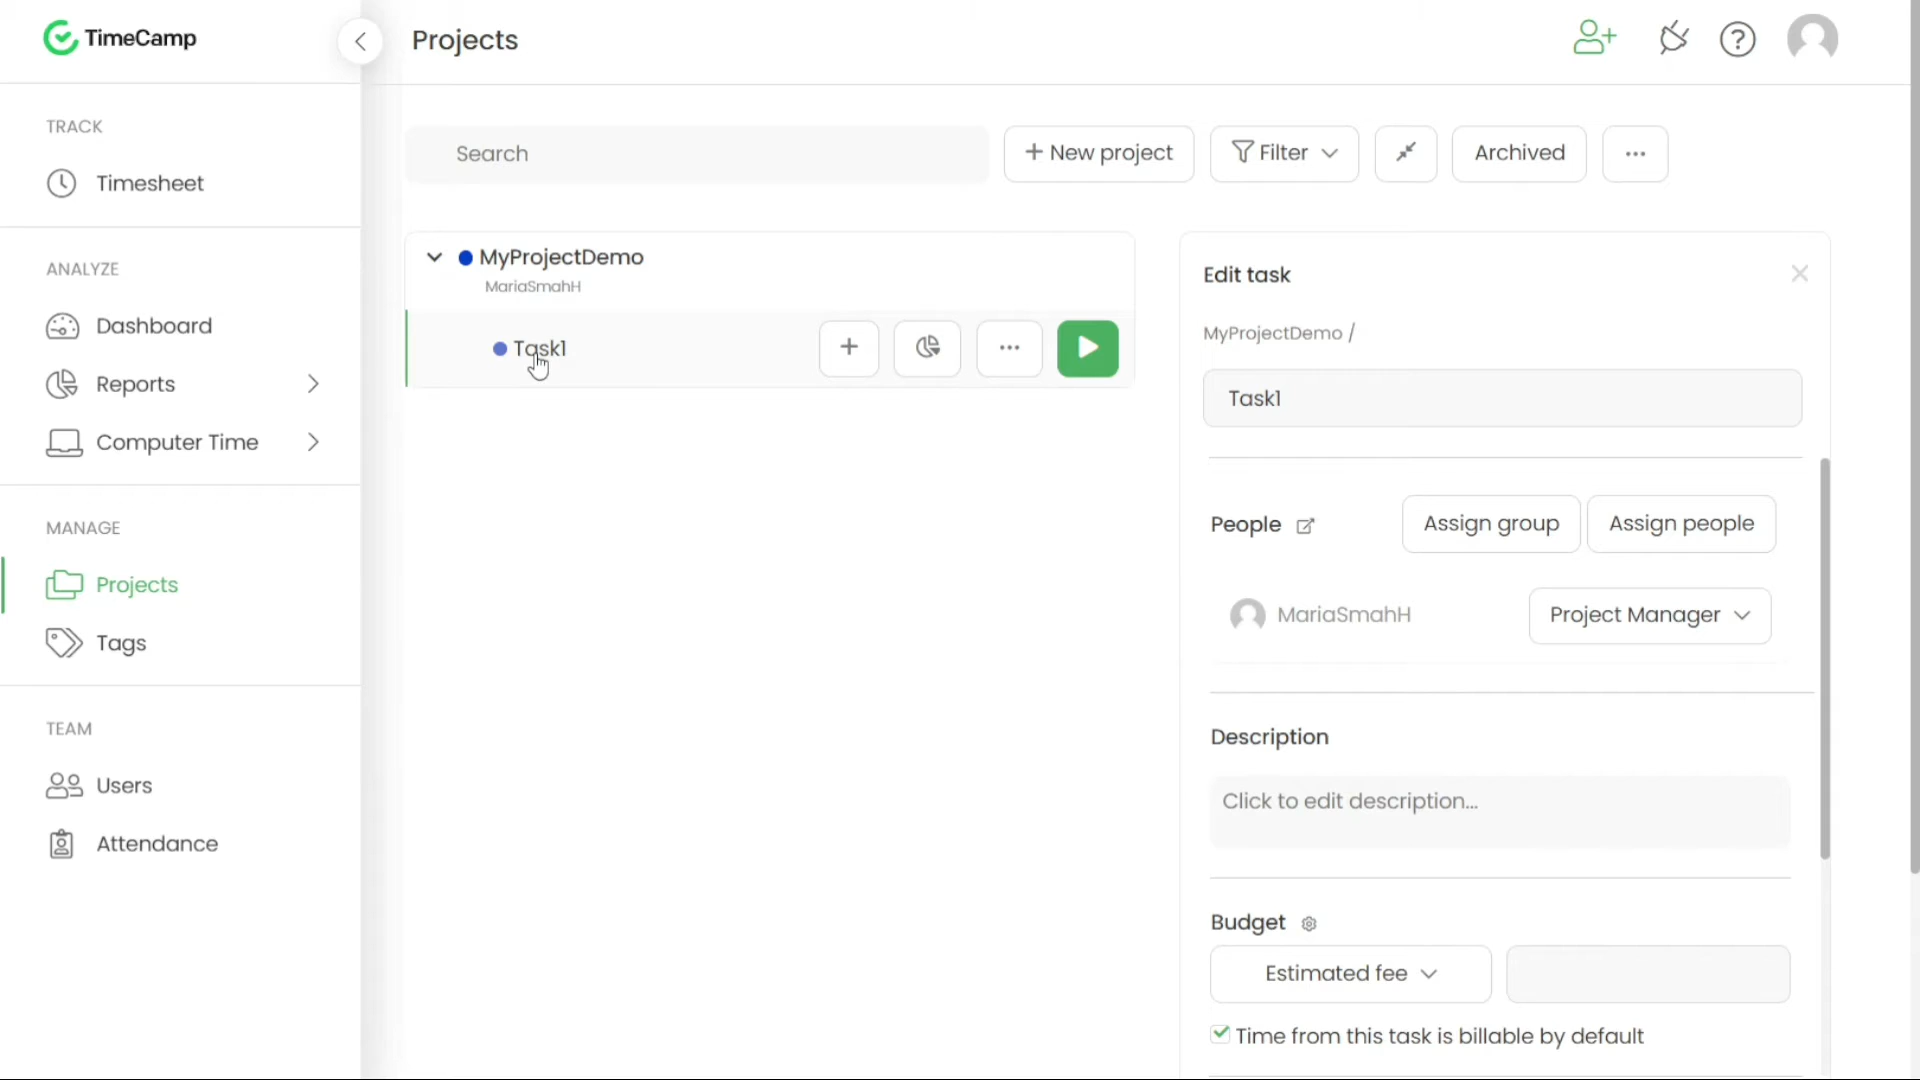 TimeCamp
Projects
TRACK
Search
+ New project
Filter
Archived
...
Timesheet
ANALYZE
MyProjectDemo
MariaSmahH
Edit task
Dashboard
MyProjectDemo /
Task1
+
...
Reports
Task1
Computer Time
MANAGE
People
Assign group
Assign people
Projects
MariaSmahH
Project Manager
Tags
TEAM
Description
Users
Click to edit description...
Attendance
Budget
Estimated fee
Time from this task is billable by default